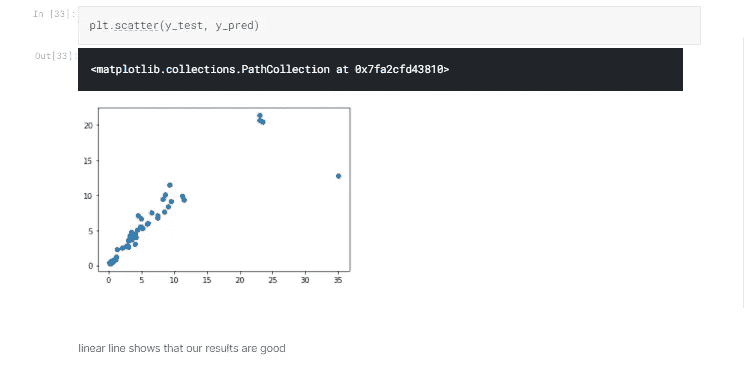 In [33]:
plt.scatter(y_test, y_pred)
Out[33]:
<matplotlib.collections.PathCollection at 0x7fa2cfd43810>
20
15
10
5
0
0 5 10 15 20 25 30 35
linear line shows that our results are good